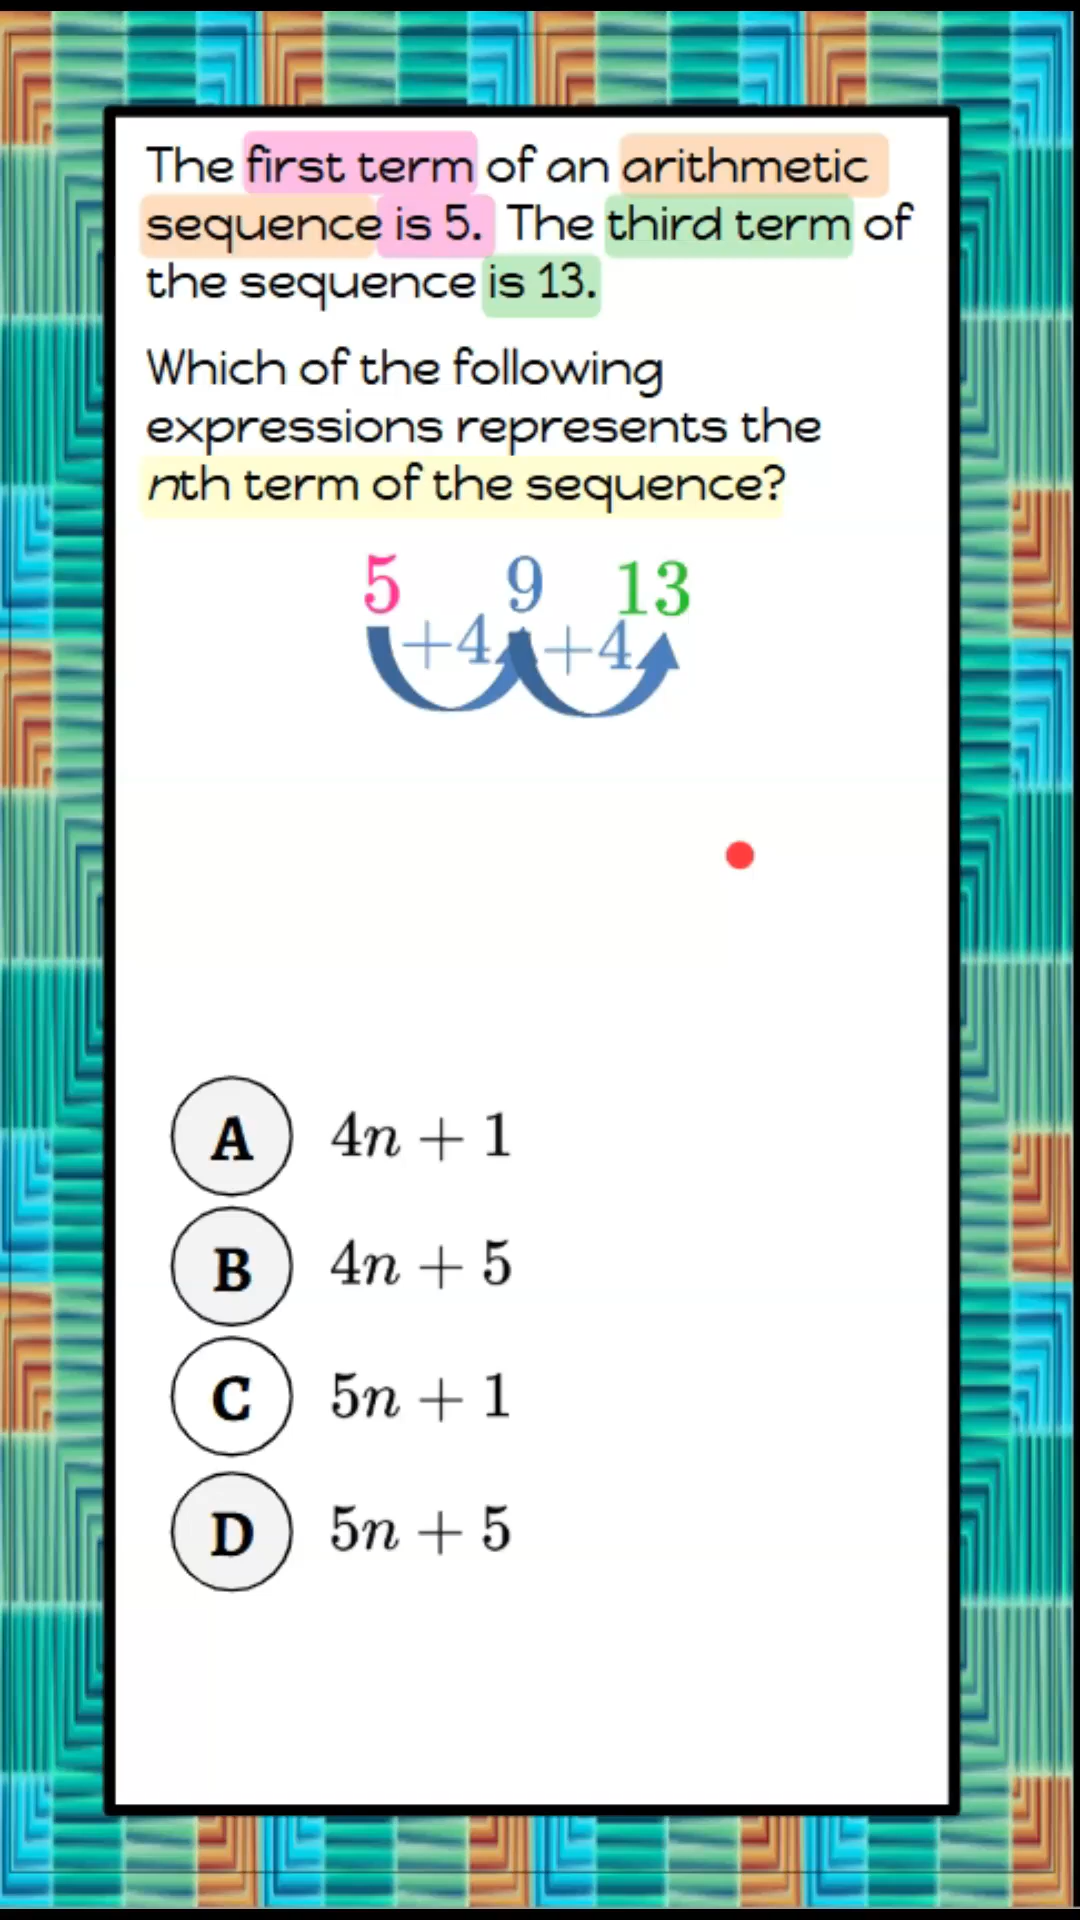 The first term of an arithmetic
sequence is 5. The third term of
the sequence is 13.
Which of the following
expressions represents the
nth term of the sequence?
5 9 13
+4 +4
A 4n + 1
B 4n + 5
C 5n + 1
D 5n + 5